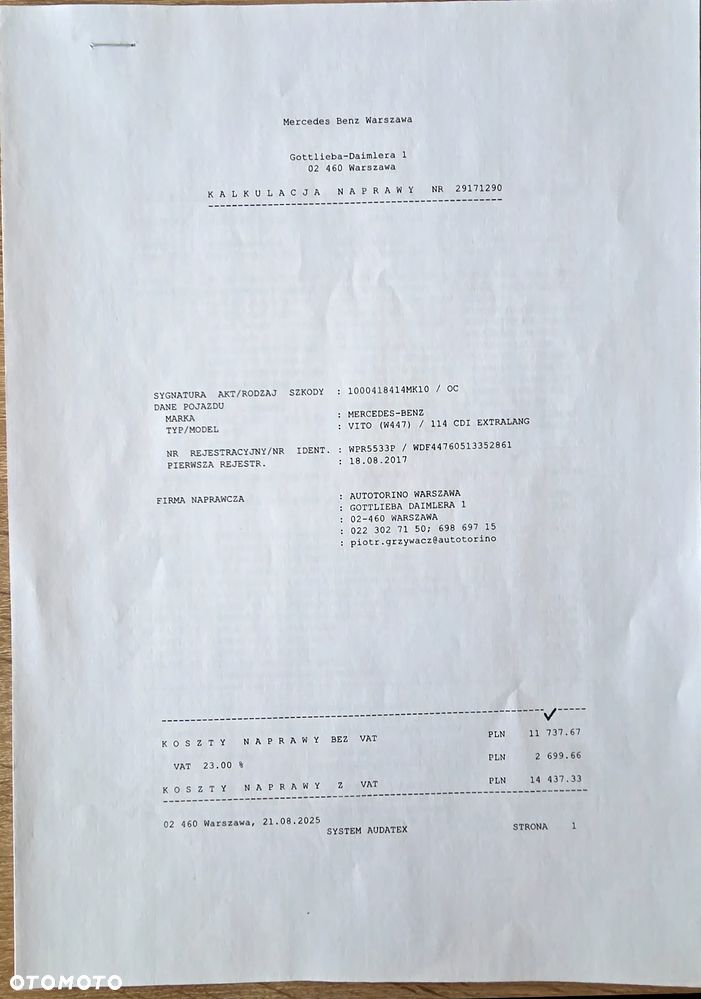 Mercedes Benz Warszawa
Gottlieba-Daimlera 1
02 460 Warszawa
K A L K U L A C J A   N A P R A W Y   NR   29171290
SYGNATURA AKT/RODZAJ SZKODY : 1000418414MK10 / OC
DANE POJAZDU
MARKA : MERCEDES-BENZ
TYP/MODEL : VITO (W447) / 114 CDI EXTRALANG
NR REJESTRACYJNY/NR IDENT. : WPR5533P / WDF44760513352861
PIERWSZA REJESTR. : 18.08.2017
FIRMA NAPRAWCZA : AUTOTORINO WARSZAWA
: GOTTLIEBA DAIMLERA 1
: 02-460 WARSZAWA
: 022 302 71 50; 698 697 15
: piotr.grzywacz@autotorino
K O S Z T Y   N A P R A W Y   BEZ   VAT   PLN   11 737.67
VAT 23.00 %   PLN   2 699.66
K O S Z T Y   N A P R A W Y   Z   VAT   PLN   14 437.33
02 460 Warszawa, 21.08.2025
SYSTEM AUDATEX   STRONA   1
OTOMOTO